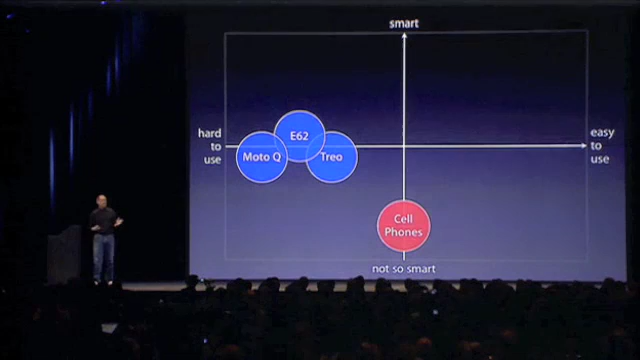 smart
hard
to
use
easy
to
use
E62
Moto Q
Treo
Cell
Phones
not so smart